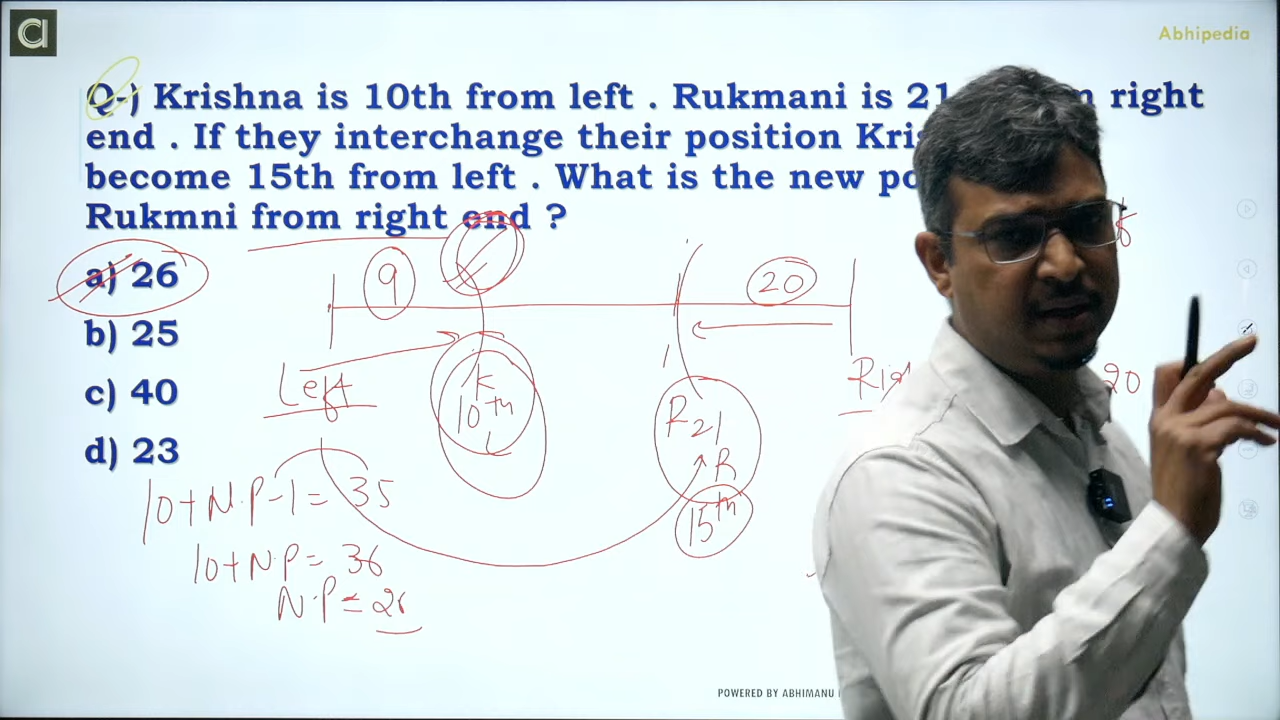 a
Abhipedia
Q-) Krishna is 10th from left . Rukmani is 21 right
end . If they interchange their position
become 15th from left . What is the new
Rukmni from right end ?
a) 26
b) 25
c) 40
d) 23
9
20
Left
K
10th
L
R 21
R
15th
20
10+N.P-1=35
10+N.P=36
N.P=26
POWERED BY ABHIMANU